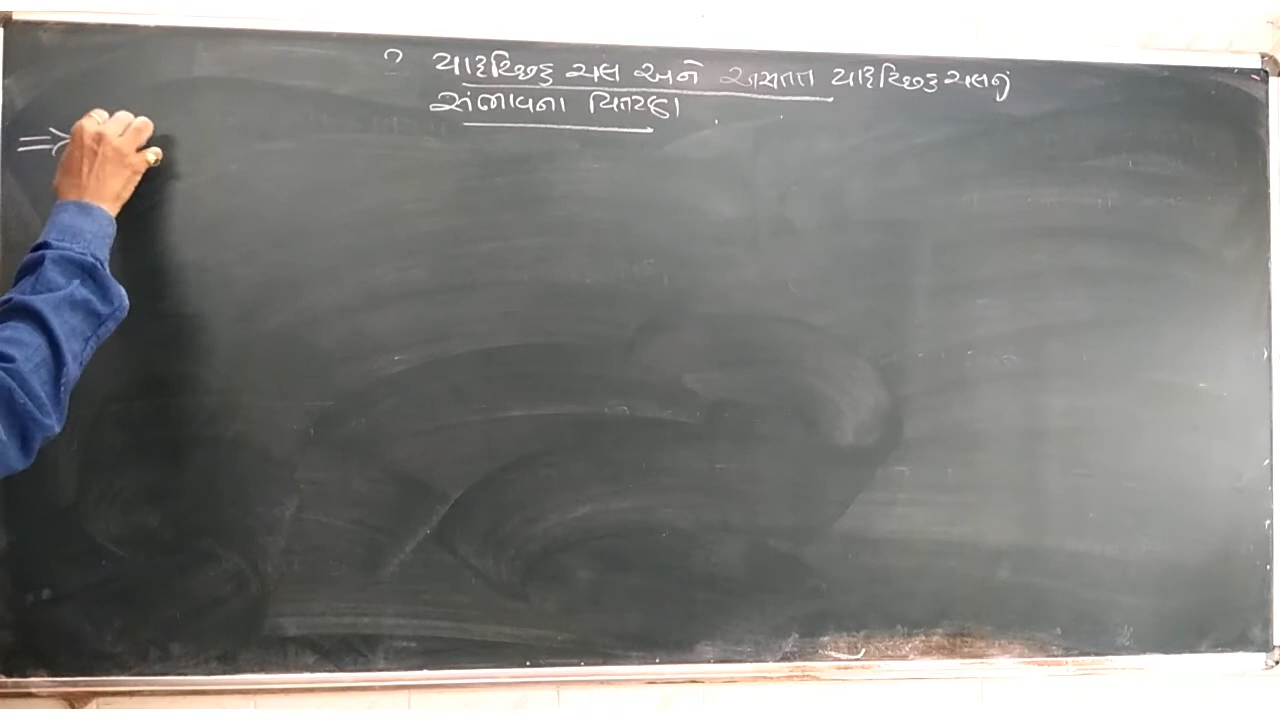 ? યાદૃચ્છિક ચલ અને અસતત યાદૃચ્છિક ચલનું
સંભાવના વિતરણ
⇒